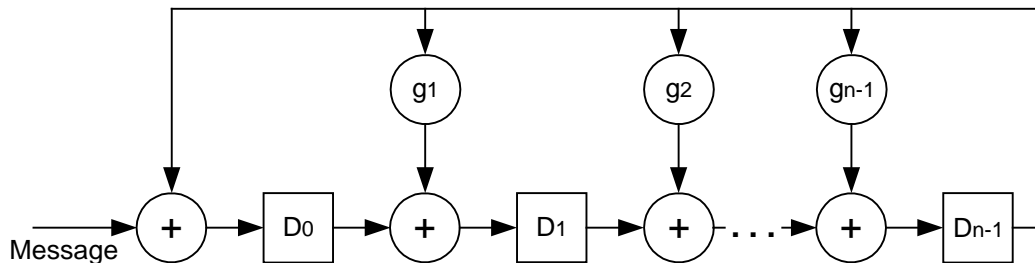 g1 g2 gn-1
+ D0 + D1 + ... + Dn-1
Message